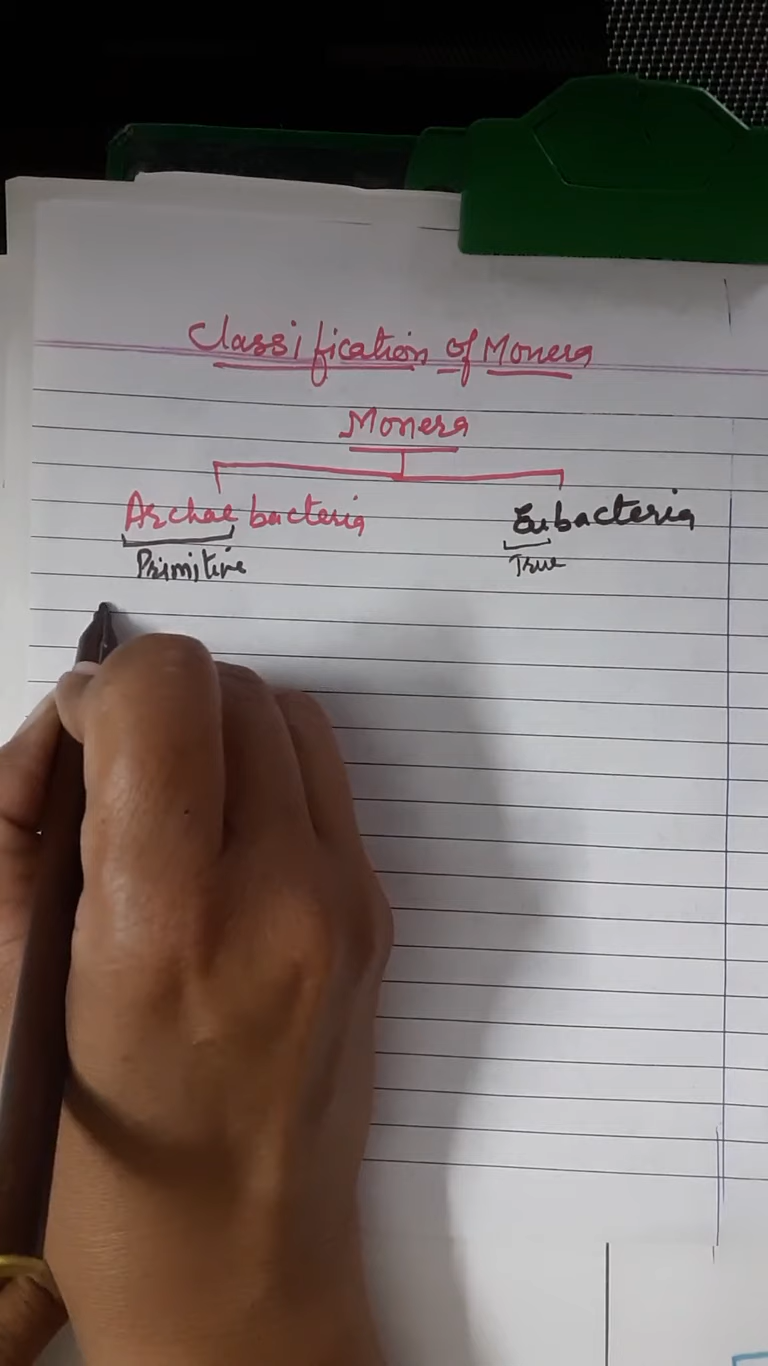 Classification of Monera
Monera
Archae bacteria Eubacteria
Primitive True